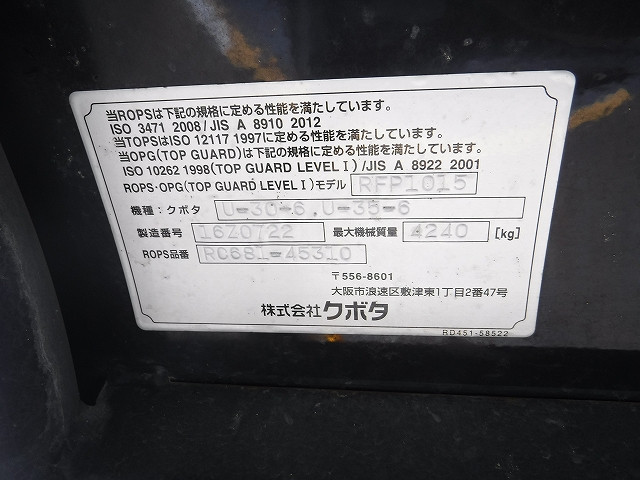 当ROPSは下記の規格に定める性能を満たしています。
ISO 3471 2008/JIS A 8910 2012
当TOPSはISO 12117 1997に定める性能を満たしています。
当OPG(TOP GUARD)は下記の規格に定める性能を満たしています。
ISO 10262 1998(TOP GUARD LEVEL I)/JIS A 8922 2001
ROPS・OPG(TOP GUARD LEVEL I)モデル RFP1015
機種：クボタ U-30-6,U-35-6
製造番号 16Z0722 最大機械質量 4240 [kg]
ROPS品番 RC681-45310
〒556-8601
大阪市浪速区敷津東1丁目2番47号
株式会社クボタ
RD451-58522